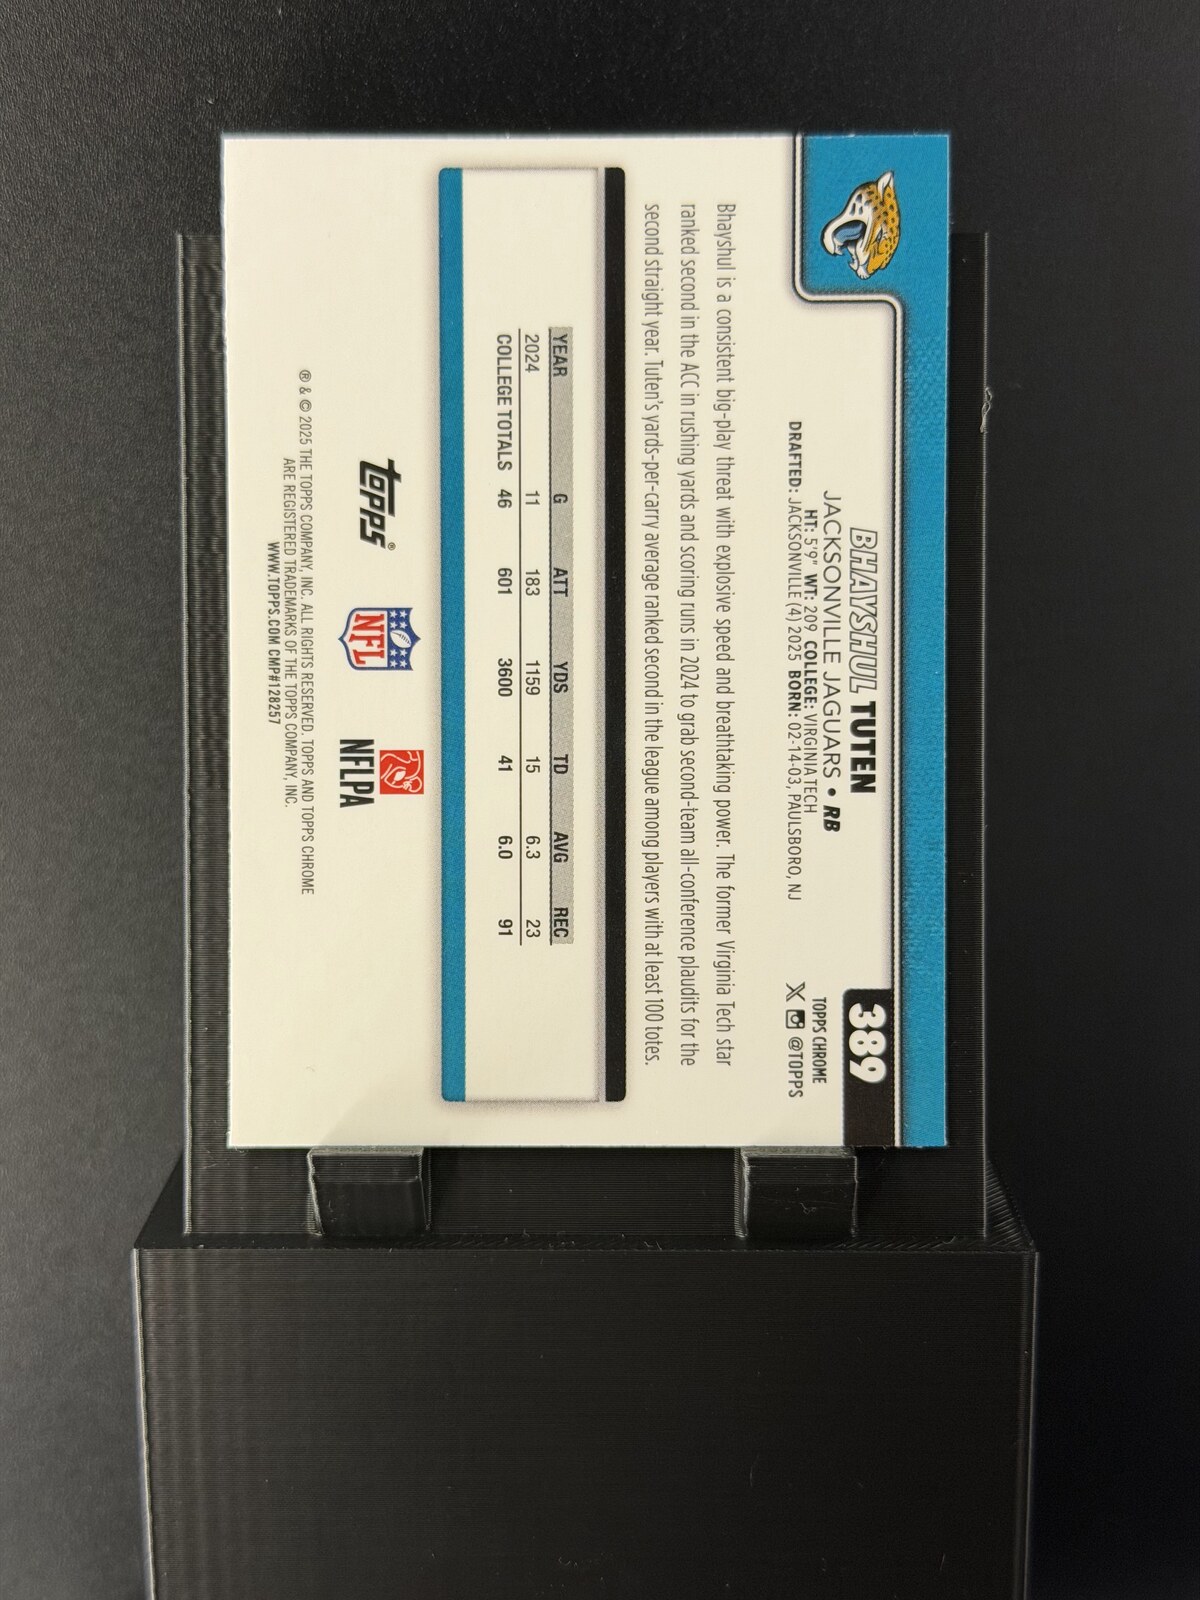 389
BHAYSHUL TUTEN
JACKSONVILLE JAGUARS • RB
HT: 5'9" WT: 209 COLLEGE: VIRGINIA TECH
DRAFTED: JACKSONVILLE (4) 2025 BORN: 02-14-03, PAULSBORO, NJ
TOPPS CHROME
@TOPPS
Bhayshul is a consistent big-play threat with explosive speed and breathtaking power. The former Virginia Tech star
ranked second in the ACC in rushing yards and scoring runs in 2024 to grab second-team all-conference plaudits for the
second straight year. Tuten's yards-per-carry average ranked second in the league among players with at least 100 totes.
YEAR G ATT YDS TD AVG REC
2024 11 183 1159 15 6.3 23
COLLEGE TOTALS 46 601 3600 41 6.0 91
topps®
NFL
NFLPA
® & © 2025 THE TOPPS COMPANY, INC. ALL RIGHTS RESERVED. TOPPS AND TOPPS CHROME
ARE REGISTERED TRADEMARKS OF THE TOPPS COMPANY, INC.
WWW.TOPPS.COM CMP#128257